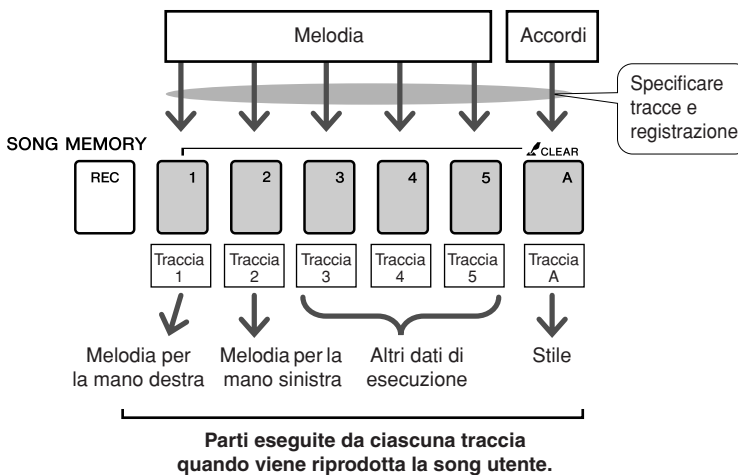 Melodia
Accordi
Specificare
tracce e
registrazione
SONG MEMORY
CLEAR
REC
1
2
3
4
5
A
Traccia
1
Traccia
2
Traccia
3
Traccia
4
Traccia
5
Traccia
A
Melodia per
la mano destra
Melodia per la
mano sinistra
Altri dati di
esecuzione
Stile
Parti eseguite da ciascuna traccia
quando viene riprodotta la song utente.